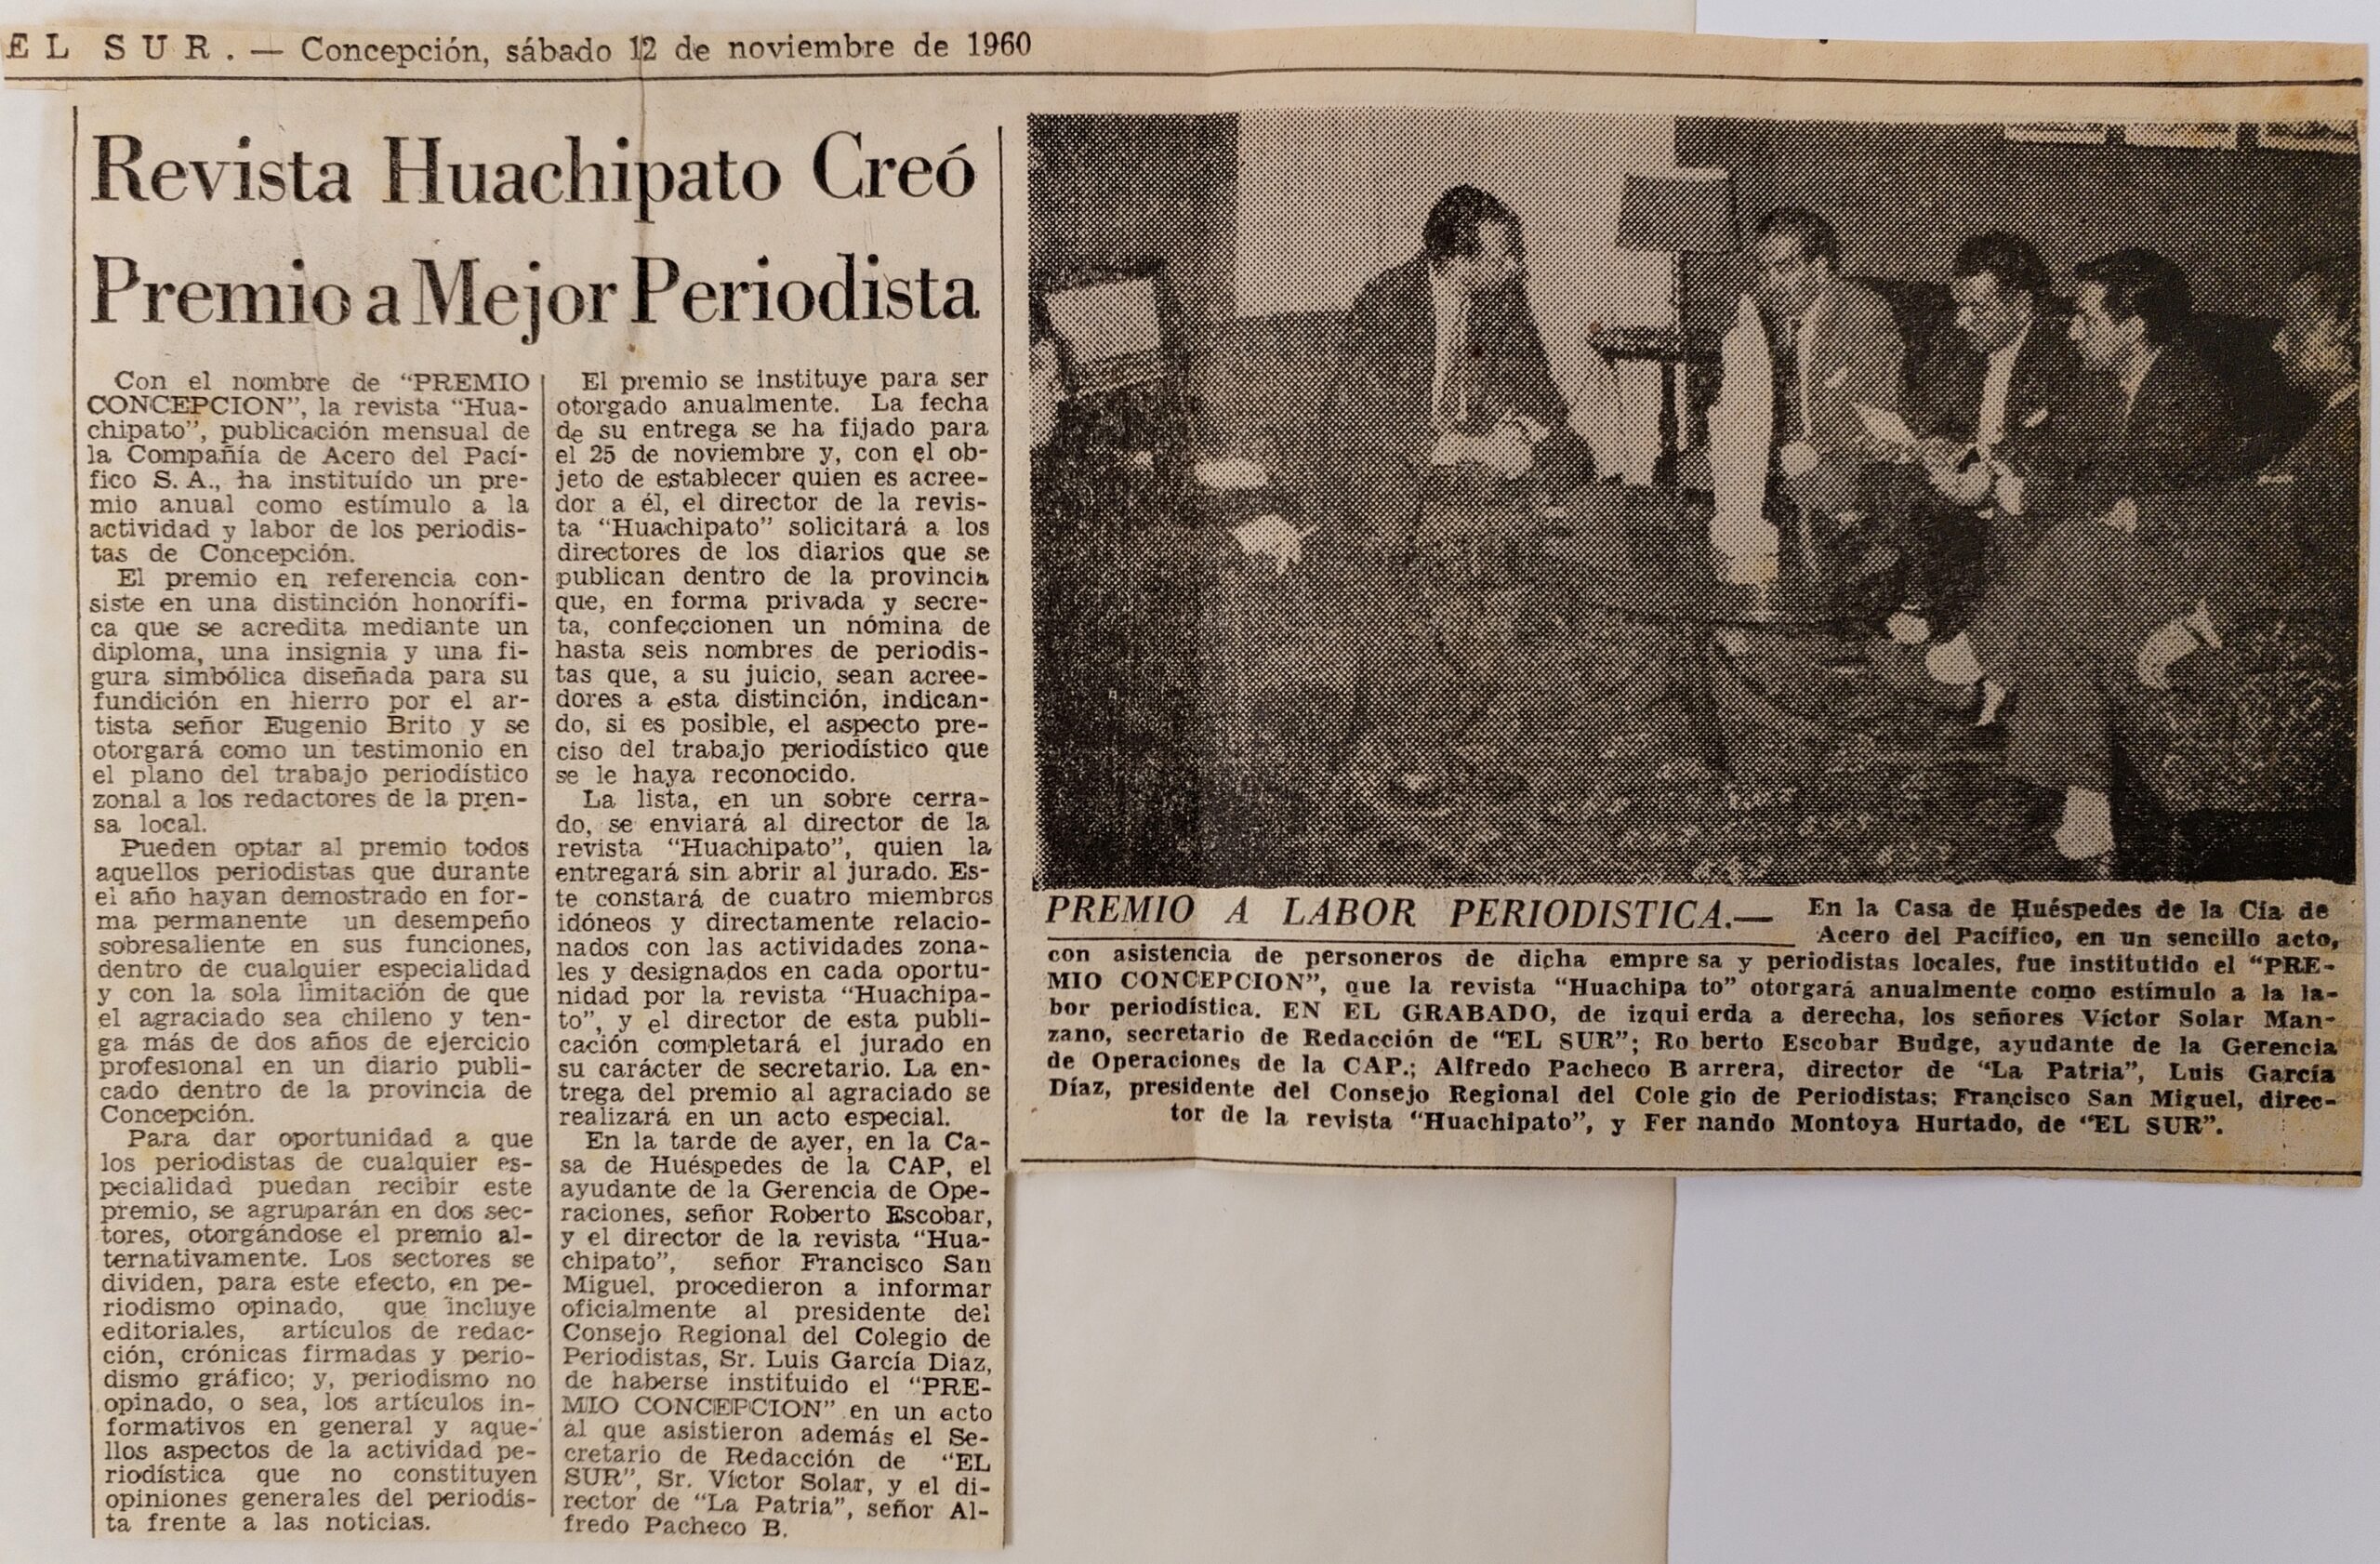 EL SUR. — Concepción, sábado 12 de noviembre de 1960
Revista Huachipato Creó
Premio a Mejor Periodista
Con el nombre de “PREMIO
CONCEPCION”, la revista “Hua-
chipato”, publicación mensual de
la Compañía de Acero del Pací-
fico S. A., ha instituído un pre-
mio anual como estímulo a la
actividad y labor de los periodis-
tas de Concepción.
El premio en referencia con-
siste en una distinción honorífi-
ca que se acredita mediante un
diploma, una insignia y una fi-
gura simbólica diseñada para su
fundición en hierro por el ar-
tista señor Eugenio Brito y se
otorgará como un testimonio en
el plano del trabajo periodístico
zonal a los redactores de la pren-
sa local.
Pueden optar al premio todos
aquellos periodistas que durante
el año hayan demostrado en for-
ma permanente un desempeño
sobresaliente en sus funciones,
dentro de cualquier especialidad
y con la sola limitación de que
el agraciado sea chileno y ten-
ga más de dos años de ejercicio
profesional en un diario publi-
cado dentro de la provincia de
Concepción.
Para dar oportunidad a que
los periodistas de cualquier es-
pecialidad puedan recibir este
premio, se agruparán en dos sec-
tores, otorgándose el premio al-
ternativamente. Los sectores se
dividen, para este efecto, en pe-
riodismo opinado, que incluye
editoriales, artículos de redac-
ción, crónicas firmadas y perio-
dismo gráfico; y, periodismo no
opinado, o sea, los artículos in-
formativos en general y aque-
llos aspectos de la actividad pe-
riodística que no constituyen
opiniones generales del periodis-
ta frente a las noticias.
El premio se instituye para ser
otorgado anualmente. La fecha
de su entrega se ha fijado para
el 25 de noviembre y, con el ob-
jeto de establecer quien es acree-
dor a él, el director de la revis-
ta “Huachipato” solicitará a los
directores de los diarios que se
publican dentro de la provincia
que, en forma privada y secre-
ta, confeccionen un nómina de
hasta seis nombres de periodis-
tas que, a su juicio, sean acree-
dores a esta distinción, indican-
do, si es posible, el aspecto pre-
ciso del trabajo periodístico que
se le haya reconocido.
La lista, en un sobre cerra-
do, se enviará al director de la
revista “Huachipato”, quien la
entregará sin abrir al jurado. Es-
te constará de cuatro miembros
idóneos y directamente relacio-
nados con las actividades zona-
les y designados en cada oportu-
nidad por la revista “Huachipa-
to”, y el director de esta publi-
cación completará el jurado en
su carácter de secretario. La en-
trega del premio al agraciado se
realizará en un acto especial.
En la tarde de ayer, en la Ca-
sa de Huéspedes de la CAP, el
ayudante de la Gerencia de Ope-
raciones, señor Roberto Escobar,
y el director de la revista “Hua-
chipato”, señor Francisco San
Miguel, procedieron a informar
oficialmente al presidente del
Consejo Regional del Colegio de
Periodistas, Sr. Luis García Diaz,
de haberse instituido el “PRE-
MIO CONCEPCION” en un acto
al que asistieron además el Se-
cretario de Redacción de “EL
SUR”, Sr. Víctor Solar, y el di-
rector de “La Patria”, señor Al-
fredo Pacheco B.
PREMIO A LABOR PERIODISTICA.— En la Casa de Huéspedes de la Cía de
Acero del Pacífico, en un sencillo acto,
con asistencia de personeros de dicha empre sa y periodistas locales, fue institutido el “PRE-
MIO CONCEPCION”, que la revista “Huachipa to” otorgará anualmente como estímulo a la la-
bor periodística. EN EL GRABADO, de izqui erda a derecha, los señores Víctor Solar Man-
zano, secretario de Redacción de “EL SUR”; Ro berto Escobar Budge, ayudante de la Gerencia
de Operaciones de la CAP.; Alfredo Pacheco B arrera, director de “La Patria”, Luis García
Díaz, presidente del Consejo Regional del Cole gio de Periodistas; Francisco San Miguel, direc-
tor de la revista “Huachipato”, y Fer nando Montoya Hurtado, de “EL SUR”.